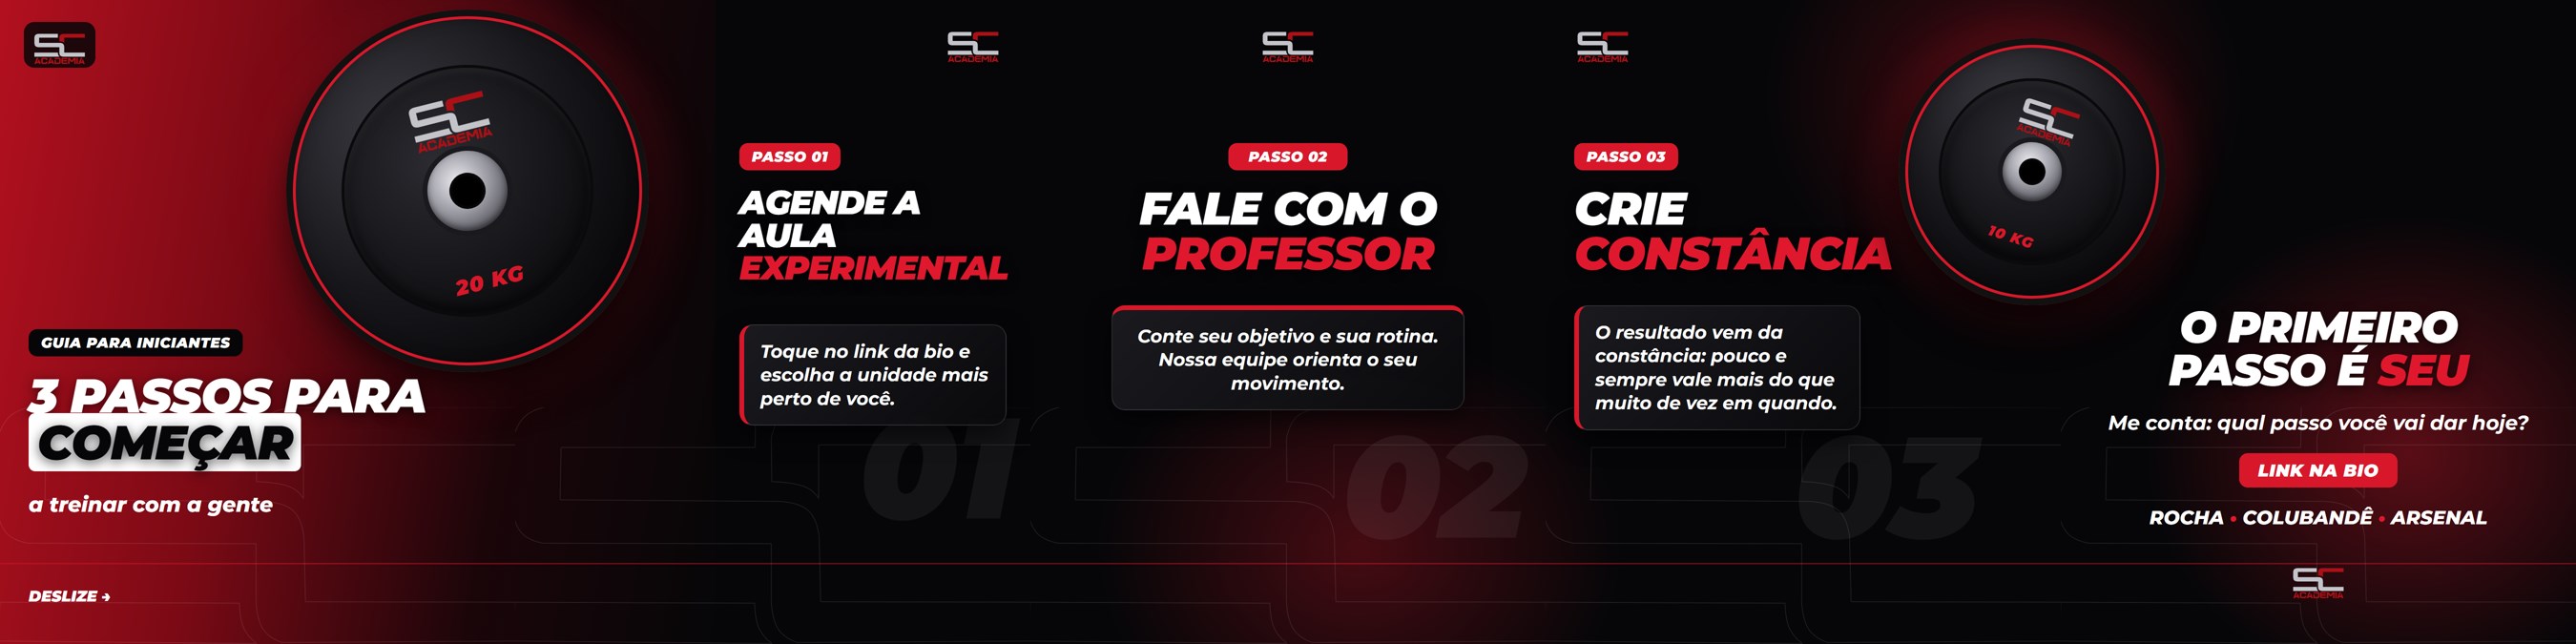 SC
ACADEMIA
SC
ACADEMIA
20 KG
GUIA PARA INICIANTES
3 PASSOS PARA
COMEÇAR
a treinar com a gente
DESLIZE →
SC
ACADEMIA
PASSO 01
AGENDE A
AULA
EXPERIMENTAL
Toque no link da bio e
escolha a unidade mais
perto de você.
01
SC
ACADEMIA
PASSO 02
FALE COM O
PROFESSOR
Conte seu objetivo e sua rotina.
Nossa equipe orienta o seu
movimento.
02
SC
ACADEMIA
PASSO 03
CRIE
CONSTÂNCIA
O resultado vem da
constância: pouco e
sempre vale mais do que
muito de vez em quando.
03
SC
ACADEMIA
10 KG
O PRIMEIRO
PASSO É SEU
Me conta: qual passo você vai dar hoje?
LINK NA BIO
ROCHA • COLUBANDÊ • ARSENAL
SC
ACADEMIA